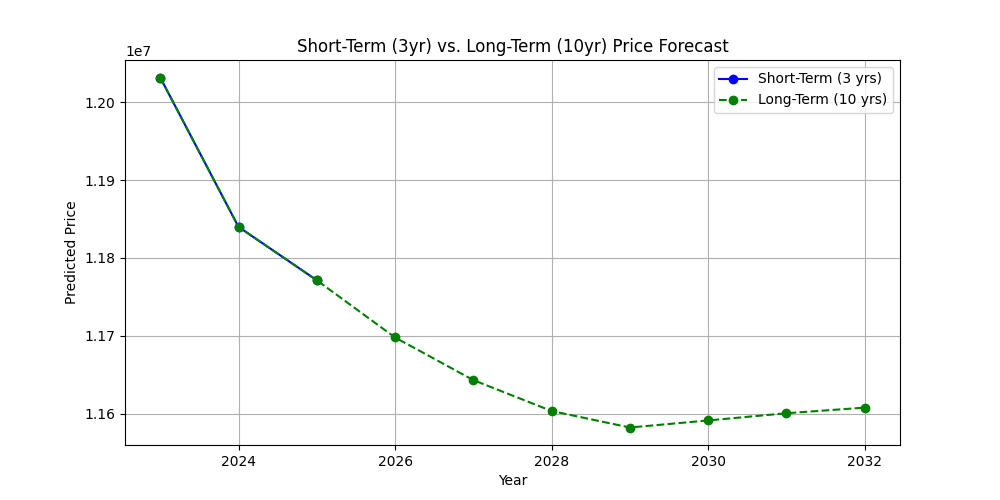 Short-Term (3yr) vs. Long-Term (10yr) Price Forecast
1e7
Short-Term (3 yrs)
Long-Term (10 yrs)
1.20
1.19
1.18
1.17
1.16
Predicted Price
2024 2026 2028 2030 2032
Year